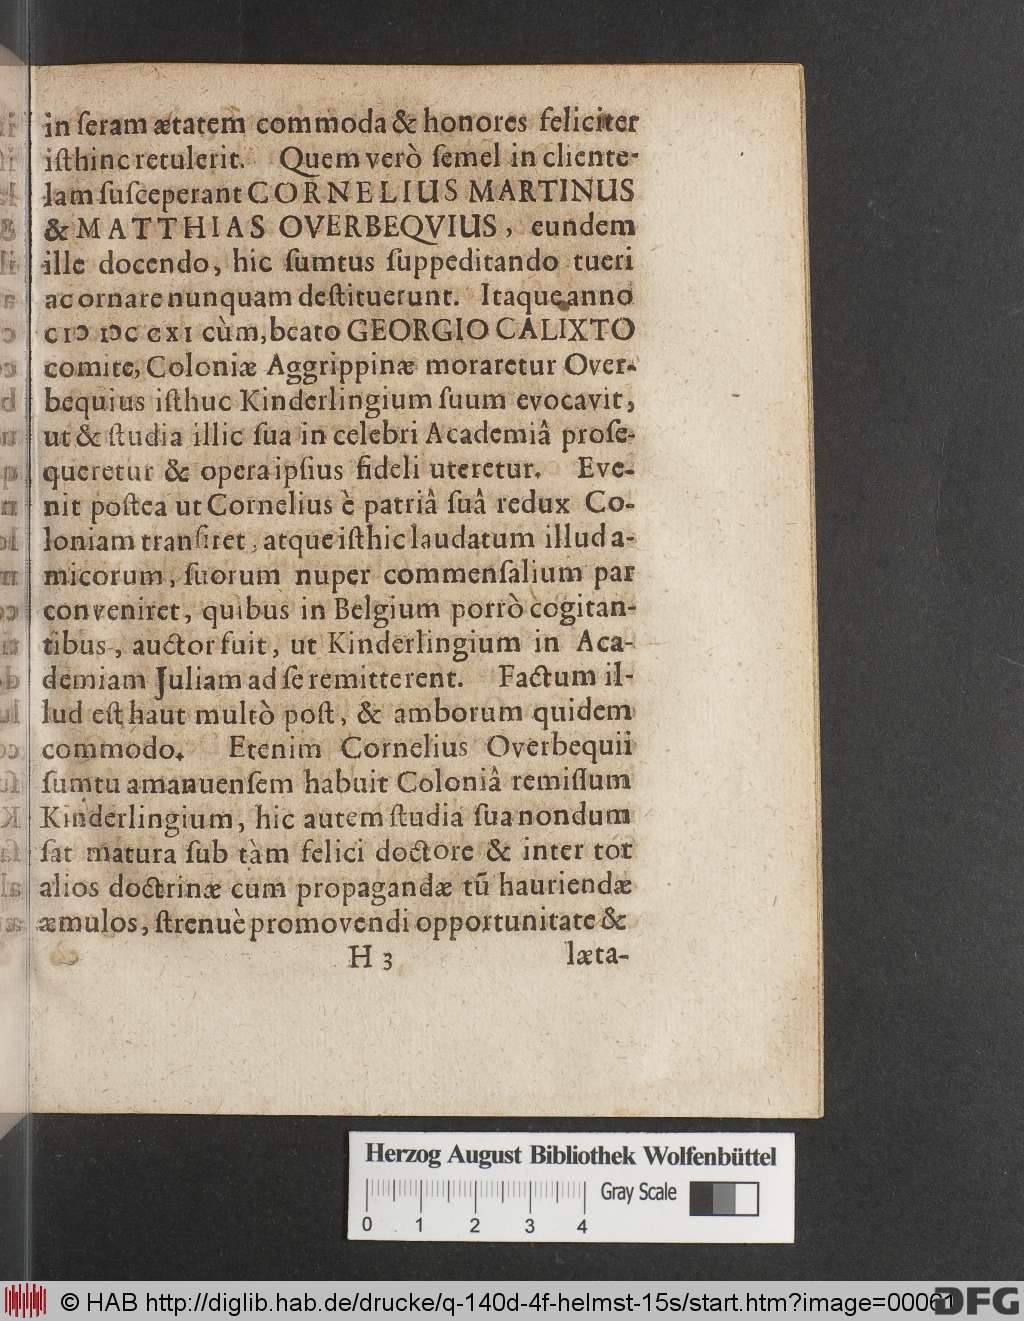 in ſeram ætatem commoda & honores feliciter
iſthinc retulerit. Quem verò ſemel in cliente-
lam ſuſceperant CORNELIUS MARTINUS
& MATTHIAS OVERBEQVIUS, eundem
ille docendo, hic ſumtus ſuppeditando tueri
ac ornare nunquam deſtituerunt. Itaque anno
cIↃ IↃc cXI cùm, beato GEORGIO CALIXTO
comite, Coloniæ Aggrippinæ moraretur Over-
bequius iſthuc Kinderlingium ſuum evocavit,
ut & ſtudia illic ſua in celebri Academiâ proſe-
queretur & opera ipſius fideli uteretur. Eve-
nit poſtea ut Cornelius è patriâ ſuâ redux Co-
loniam tranſiret, atque iſthic laudatum illud a-
micorum, ſuorum nuper commenſalium par
conveniret, quibus in Belgium porrò cogitan-
tibus, auctor fuit, ut Kinderlingium in Aca-
demiam Juliam ad ſe remitterent. Factum il-
lud eſt haut multò poſt, & amborum quidem
commodo. Etenim Cornelius Overbequii
ſumtu amanuenſem habuit Coloniâ remiſſum
Kinderlingium, hic autem ſtudia ſua nondum
ſat matura ſub tàm felici doctore & inter tot
alios doctrinæ cum propagandæ tū hauriendæ
æmulos, ſtrenuè promovendi opportunitate &
H 3 læta-
Herzog August Bibliothek Wolfenbüttel
Gray Scale
0 1 2 3 4
© HAB http://diglib.hab.de/drucke/q-140d-4f-helmst-15s/start.htm?image=00061
DFG